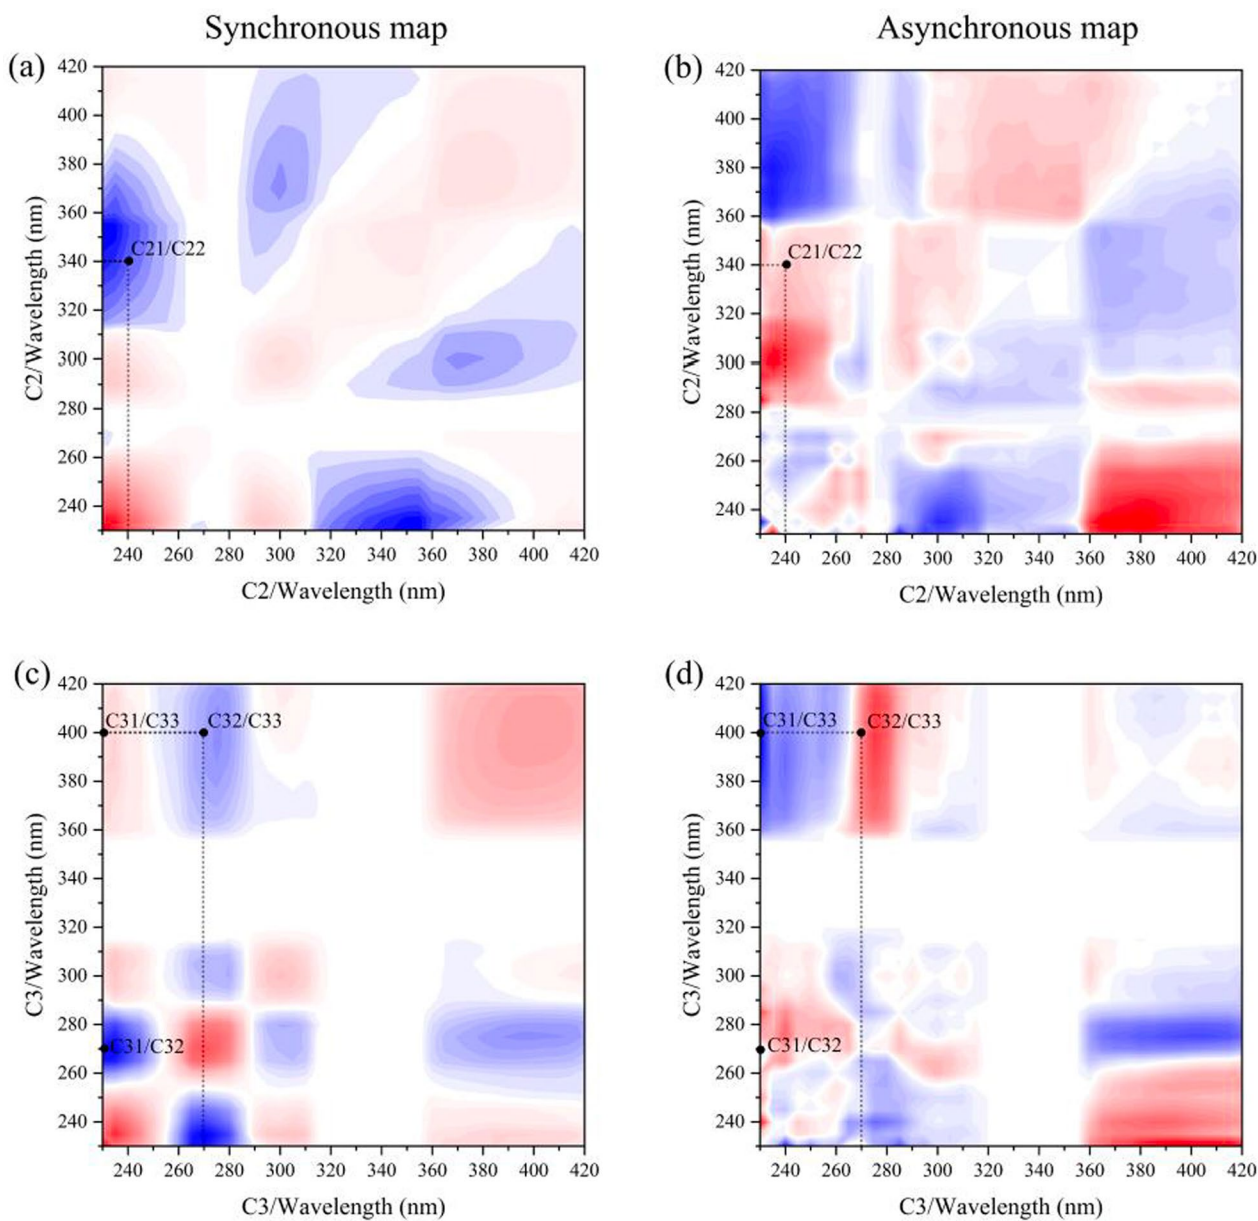 Synchronous map
Asynchronous map
(a)
420
400
380
360
340
320
300
280
260
240
C2/Wavelength (nm)
C21/C22
240 260 280 300 320 340 360 380 400 420
C2/Wavelength (nm)
(b)
420
400
380
360
340
320
300
280
260
240
C2/Wavelength (nm)
C21/C22
240 260 280 300 320 340 360 380 400 420
C2/Wavelength (nm)
(c)
420
400
380
360
340
320
300
280
260
240
C3/Wavelength (nm)
C31/C33
C32/C33
C31/C32
240 260 280 300 320 340 360 380 400 420
C3/Wavelength (nm)
(d)
420
400
380
360
340
320
300
280
260
240
C3/Wavelength (nm)
C31/C33
C32/C33
C31/C32
240 260 280 300 320 340 360 380 400 420
C3/Wavelength (nm)